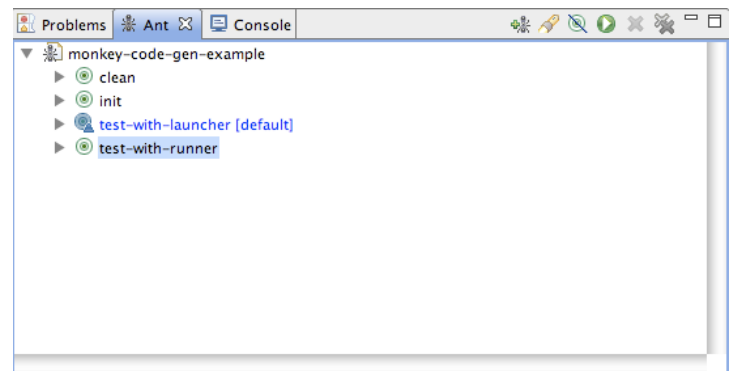 Problems Ant Console
monkey-code-gen-example
clean
init
test-with-launcher [default]
test-with-runner